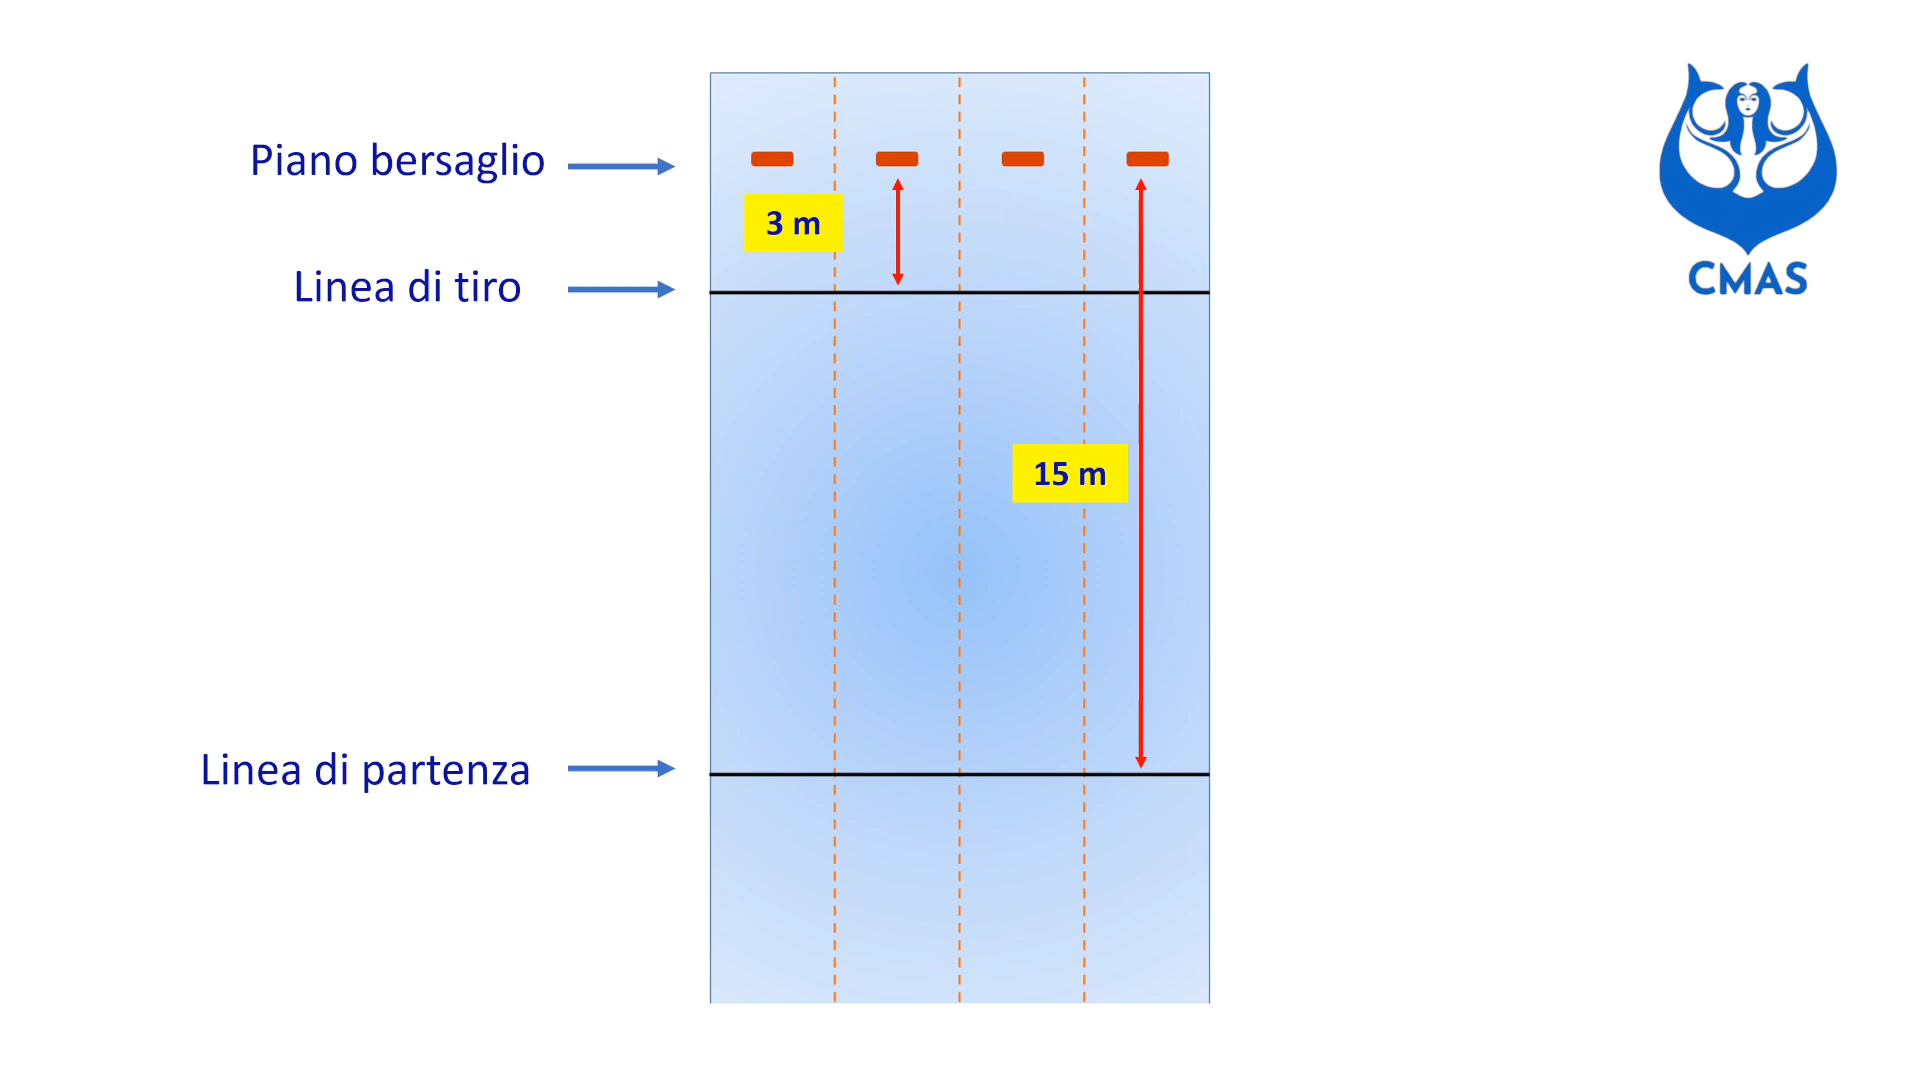 Piano bersaglio
3 m
Linea di tiro
CMAS
15 m
Linea di partenza